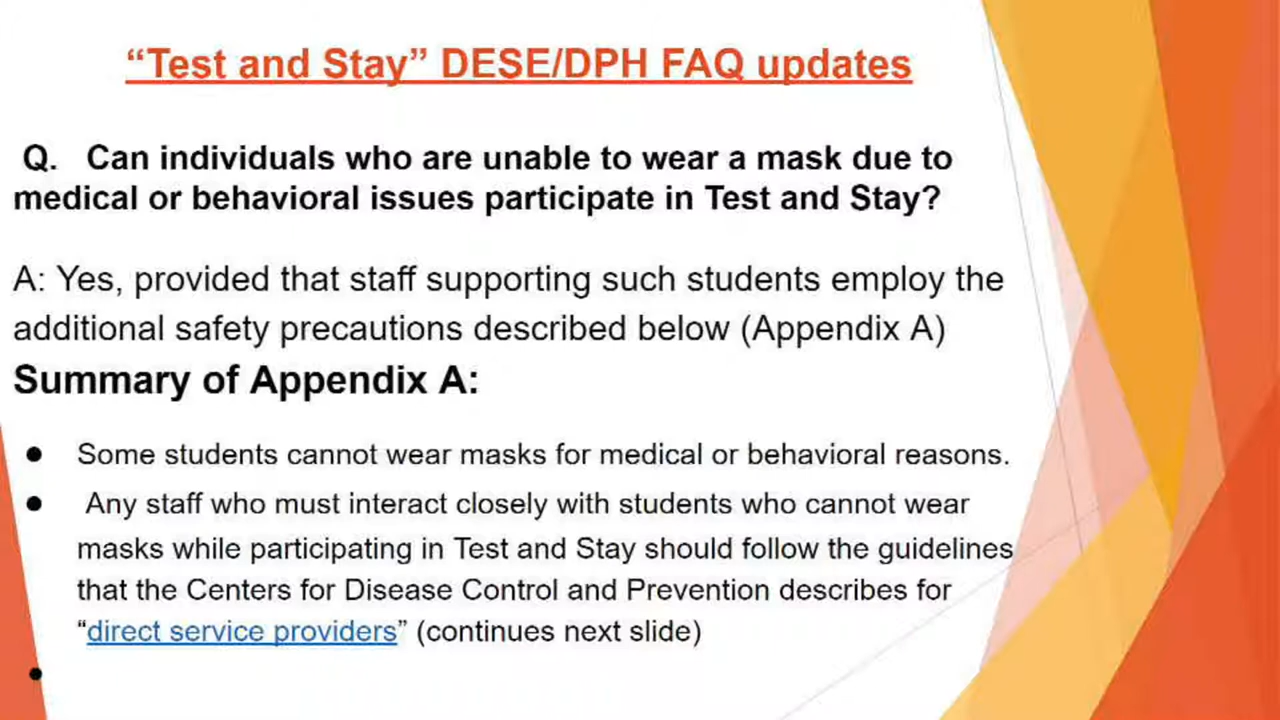 “Test and Stay” DESE/DPH FAQ updates
Q. Can individuals who are unable to wear a mask due to
medical or behavioral issues participate in Test and Stay?
A: Yes, provided that staff supporting such students employ the
additional safety precautions described below (Appendix A)
Summary of Appendix A:
● Some students cannot wear masks for medical or behavioral reasons.
● Any staff who must interact closely with students who cannot wear
masks while participating in Test and Stay should follow the guidelines
that the Centers for Disease Control and Prevention describes for
“direct service providers” (continues next slide)
●